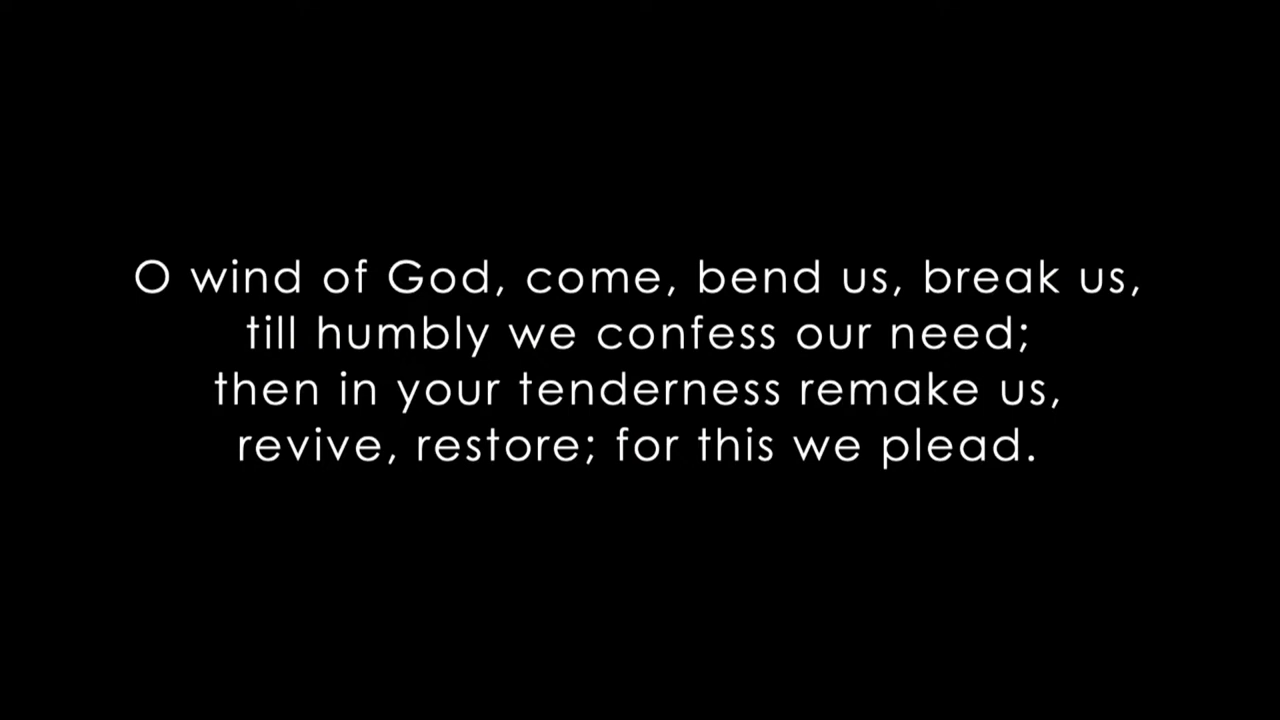 O wind of God, come, bend us, break us,
till humbly we confess our need;
then in your tenderness remake us,
revive, restore; for this we plead.